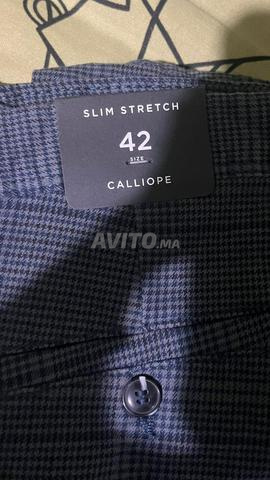 SLIM STRETCH
42
SIZE
CALLIOPE
AVITO.ma